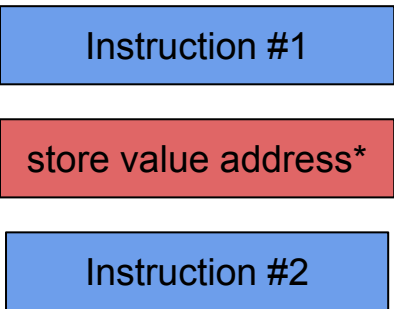 Instruction #1
store value address*
Instruction #2